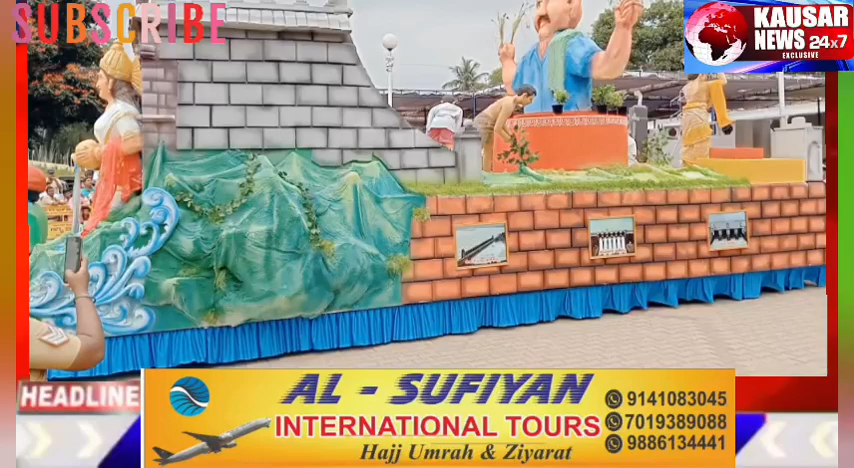 SUBSCRIBE
KAUSAR
NEWS 24x7
EXCLUSIVE
HEADLINE
AL - SUFIYAN
INTERNATIONAL TOURS
Hajj Umrah & Ziyarat
9141083045
7019389088
9886134441